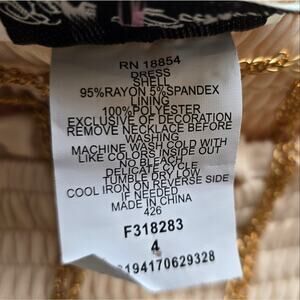 RN 18854
DRESS
SHELL
95%RAYON 5%SPANDEX
LINING
100%POLYESTER
EXCLUSIVE OF DECORATION
REMOVE NECKLACE BEFORE
WASHING
MACHINE WASH COLD WITH
LIKE COLORS INSIDE OUT
NO BLEACH
DELICATE CYCLE
TUMBLE DRY LOW
COOL IRON ON REVERSE SIDE
IF NEEDED
MADE IN CHINA
426
F318283
4
194170629328